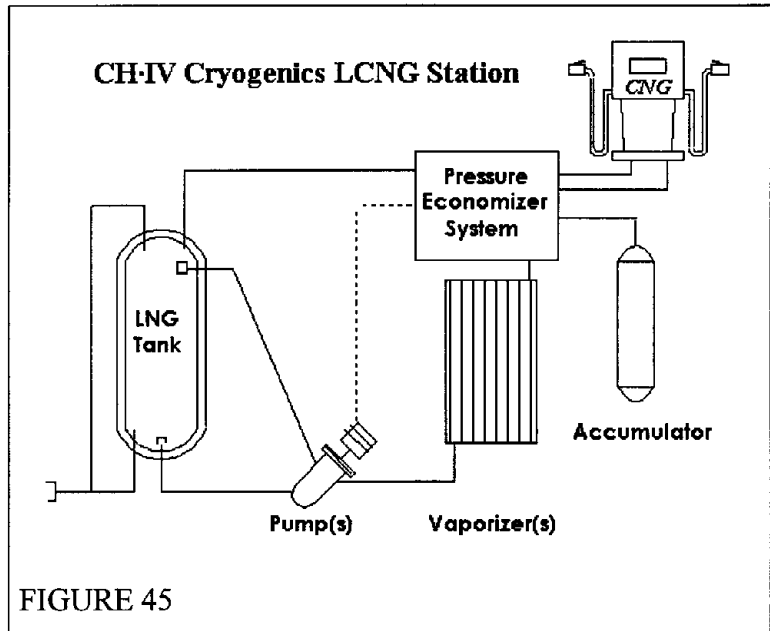 CH·IV Cryogenics LCNG Station
CNG
Pressure
Economizer
System
LNG
Tank
Accumulator
Pump(s)
Vaporizer(s)
FIGURE 45